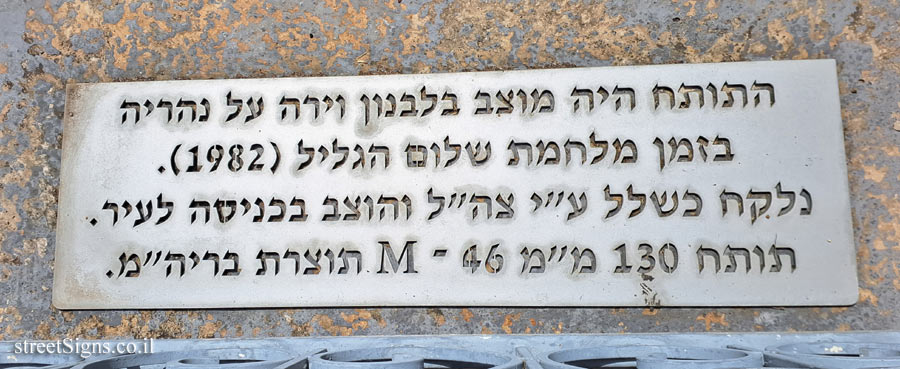 התותח היה מוצב בלבנון וירה על נהריה
בזמן מלחמת שלום הגליל (1982).
נלקח כשלל ע״י צה״ל והוצב בכניסה לעיר.
תותח 130 מ״מ M - 46 תוצרת בריה״מ.
streetSigns.co.il